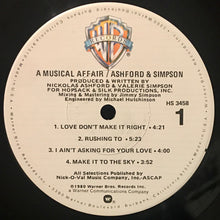 WARNER BROS. RECORDS
A MUSICAL AFFAIR / ASHFORD & SIMPSON
PRODUCED & WRITTEN BY
NICKOLAS ASHFORD & VALERIE SIMPSON
FOR HOPSACK & SILK PRODUCTIONS, INC.
Mixing & Mastering by Jimmy Simpson
Engineered by Michael Hutchinson
HS 3458
1
1. LOVE DON'T MAKE IT RIGHT • 4:21
2. RUSHING TO • 5:23
3. I AIN'T ASKING FOR YOUR LOVE • 4:00
4. MAKE IT TO THE SKY • 3:52
All Selections Published by
Nick-O-Val Music Company, Inc.-ASCAP
©1980 Warner Bros. Records Inc.
a Warner Communications Company